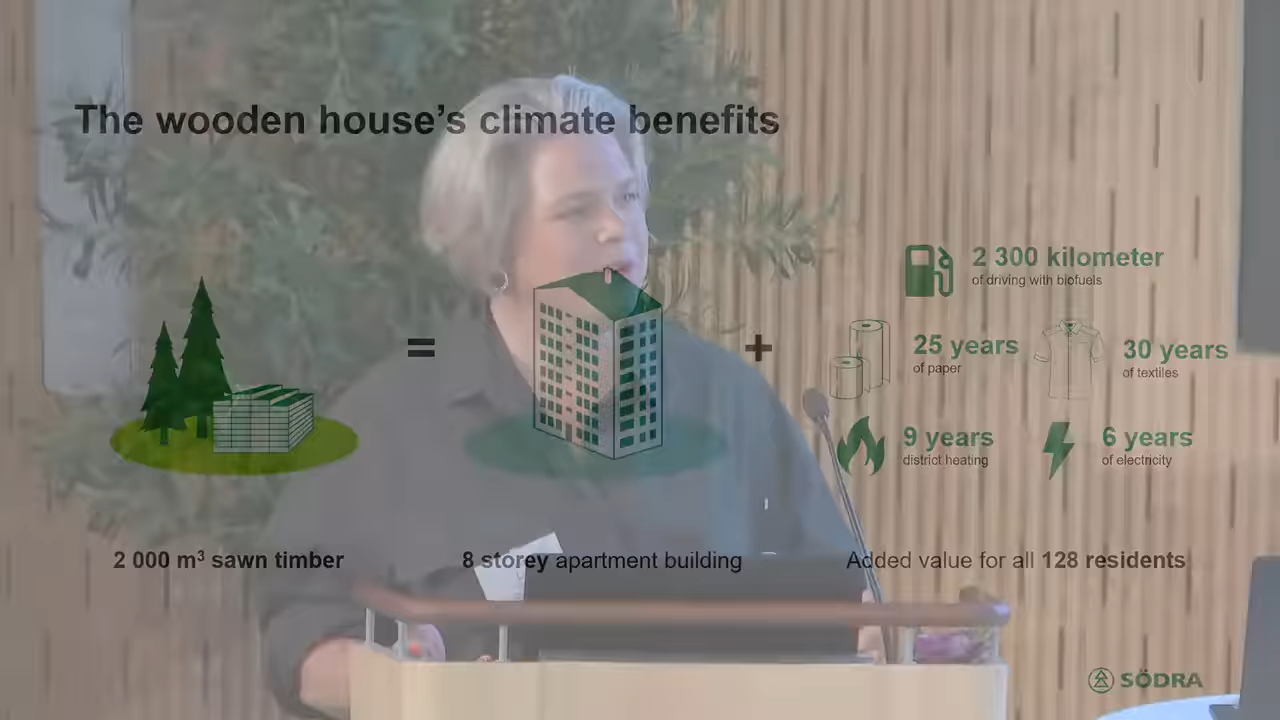 The wooden house's climate benefits
2 300 kilometer
of driving with biofuels
=
+
25 years
of paper
30 years
of textiles
9 years
district heating
6 years
of electricity
2 000 m³ sawn timber
8 storey apartment building
Added value for all 128 residents
SÖDRA